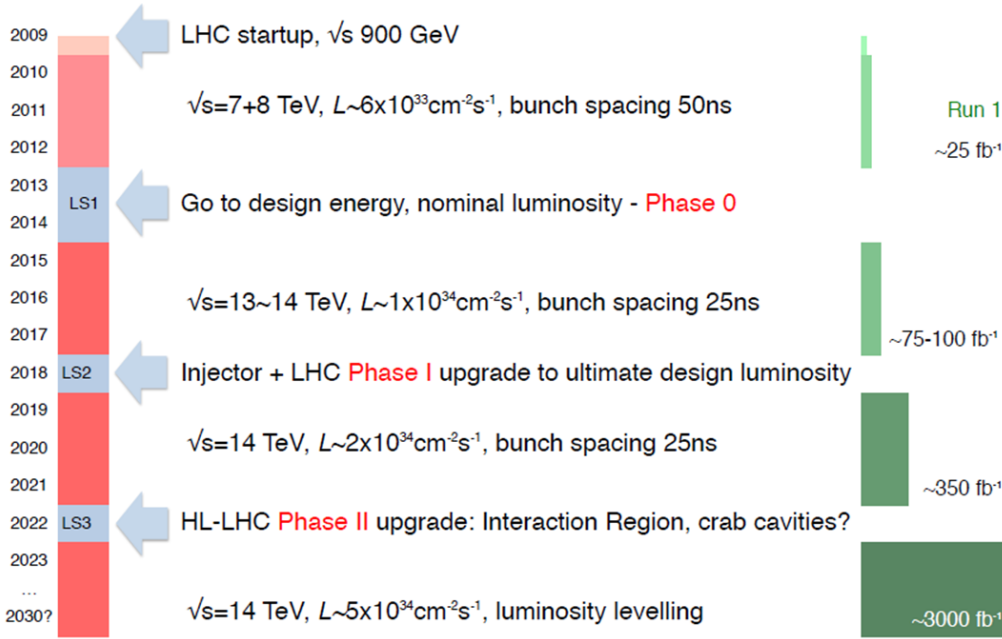 2009
LHC startup, √s 900 GeV
2010
2011
√s=7+8 TeV, L~6x10³³cm⁻²s⁻¹, bunch spacing 50ns
Run 1
2012
~25 fb⁻¹
2013
LS1
Go to design energy, nominal luminosity - Phase 0
2014
2015
2016
√s=13~14 TeV, L~1x10³⁴cm⁻²s⁻¹, bunch spacing 25ns
2017
~75-100 fb⁻¹
2018
LS2
Injector + LHC Phase I upgrade to ultimate design luminosity
2019
2020
√s=14 TeV, L~2x10³⁴cm⁻²s⁻¹, bunch spacing 25ns
2021
~350 fb⁻¹
2022
LS3
HL-LHC Phase II upgrade: Interaction Region, crab cavities?
2023
...
2030?
√s=14 TeV, L~5x10³⁴cm⁻²s⁻¹, luminosity levelling
~3000 fb⁻¹